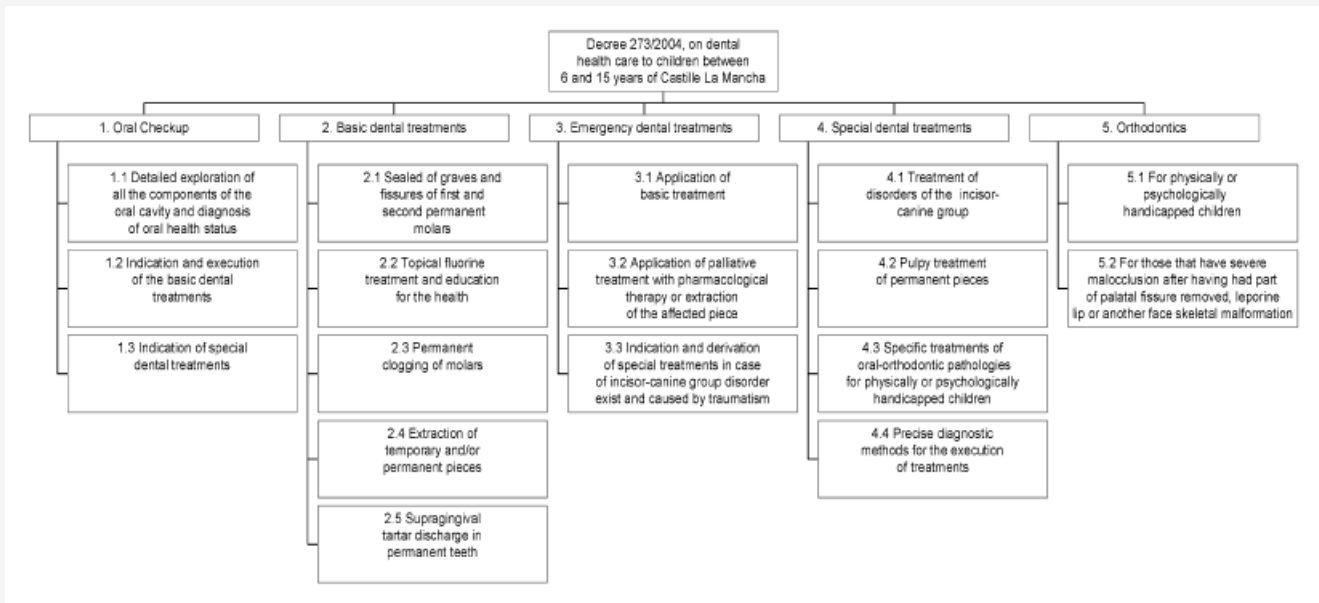 Decree 273/2004, on dental
health care to children between
6 and 15 years of Castille La Mancha
1. Oral Checkup
1.1 Detailed exploration of
all the components of the
oral cavity and diagnosis
of oral health status
1.2 Indication and execution
of the basic dental
treatments
1.3 Indication of special
dental treatments
2. Basic dental treatments
2.1 Sealed of graves and
fissures of first and
second permanent
molars
2.2 Topical fluorine
treatment and education
for the health
2.3 Permanent
clogging of molars
2.4 Extraction of
temporary and/or
permanent pieces
2.5 Supragingival
tartar discharge in
permanent teeth
3. Emergency dental treatments
3.1 Application of
basic treatment
3.2 Application of palliative
treatment with pharmacological
therapy or extraction
of the affected piece
3.3 Indication and derivation
of special treatments in case
of incisor-canine group disorder
exist and caused by traumatism
4. Special dental treatments
4.1 Treatment of
disorders of the incisor-
canine group
4.2 Pulpy treatment
of permanent pieces
4.3 Specific treatments of
oral-orthodontic pathologies
for physically or psychologically
handicapped children
4.4 Precise diagnostic
methods for the execution
of treatments
5. Orthodontics
5.1 For physically or
psychologically
handicapped children
5.2 For those that have severe
malocclusion after having had part
of palatal fissure removed, leporine
lip or another face skeletal malformation